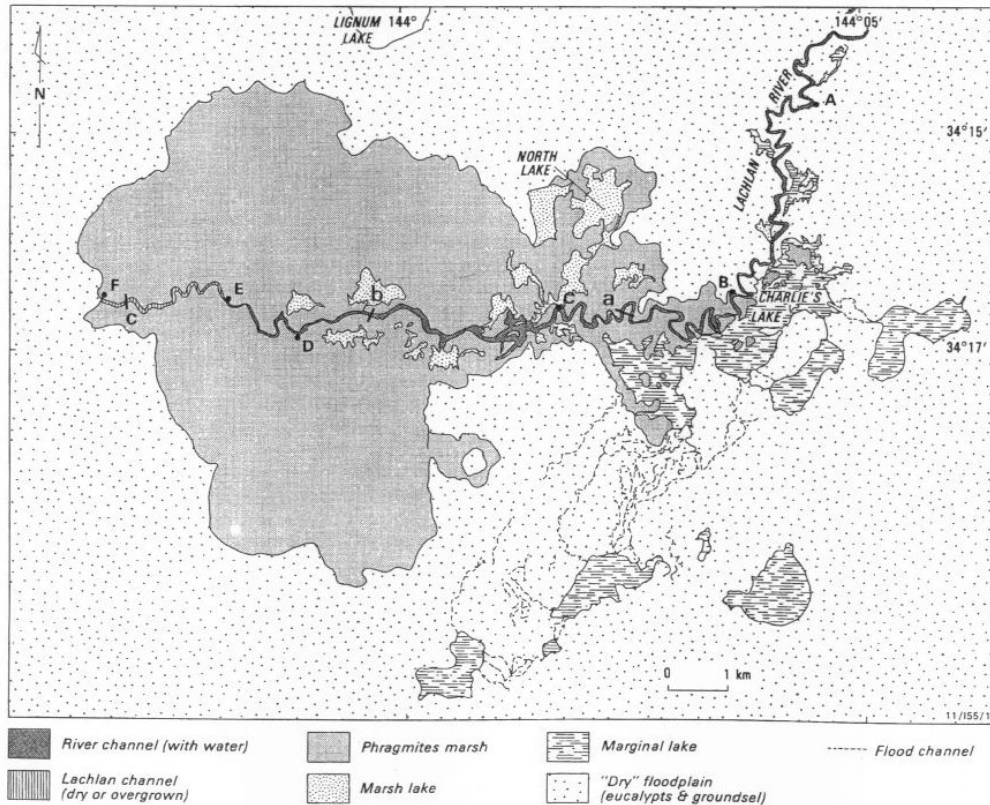 LIGNUM 144°
LAKE
144°05'
N
RIVER
A
34°15'
NORTH
LAKE
LACHLAN
F
E
b
C
a
B
CHARLIE'S
LAKE
C
D
34°17'
0 1 km
11/I55/1
River channel (with water)
Phragmites marsh
Marginal lake
Flood channel
Lachlan channel
(dry or overgrown)
Marsh lake
"Dry" floodplain
(eucalypts & groundsel)